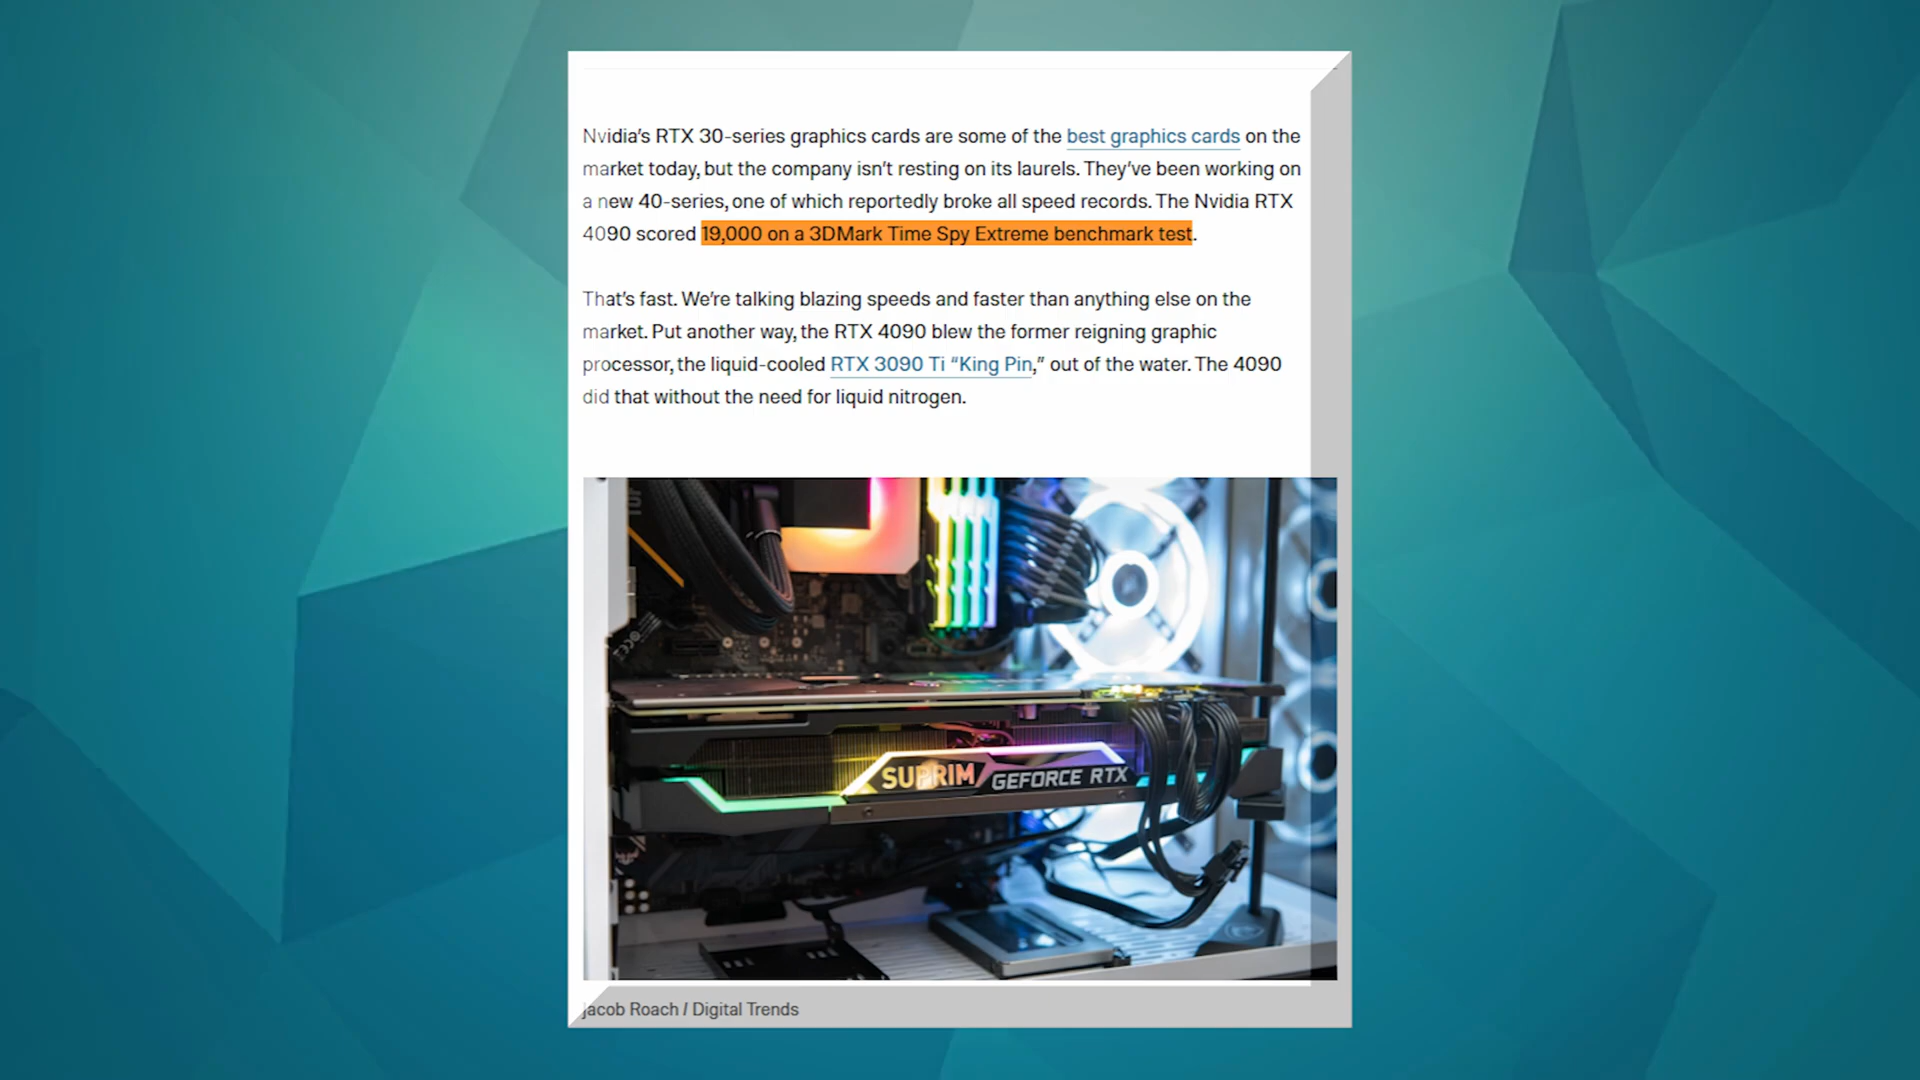 Nvidia's RTX 30-series graphics cards are some of the best graphics cards on the
market today, but the company isn't resting on its laurels. They've been working on
a new 40-series, one of which reportedly broke all speed records. The Nvidia RTX
4090 scored 19,000 on a 3DMark Time Spy Extreme benchmark test.
That's fast. We're talking blazing speeds and faster than anything else on the
market. Put another way, the RTX 4090 blew the former reigning graphic
processor, the liquid-cooled RTX 3090 Ti “King Pin,” out of the water. The 4090
did that without the need for liquid nitrogen.
SUPRIM GEFORCE RTX
Jacob Roach / Digital Trends